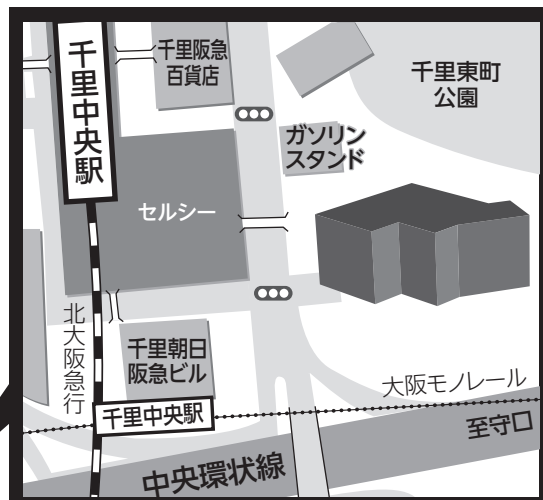 千里中央駅
千里阪急
百貨店
千里東町
公園
ガソリン
スタンド
セルシー
北大阪急行
千里朝日
阪急ビル
大阪モノレール
千里中央駅
至守口
中央環状線